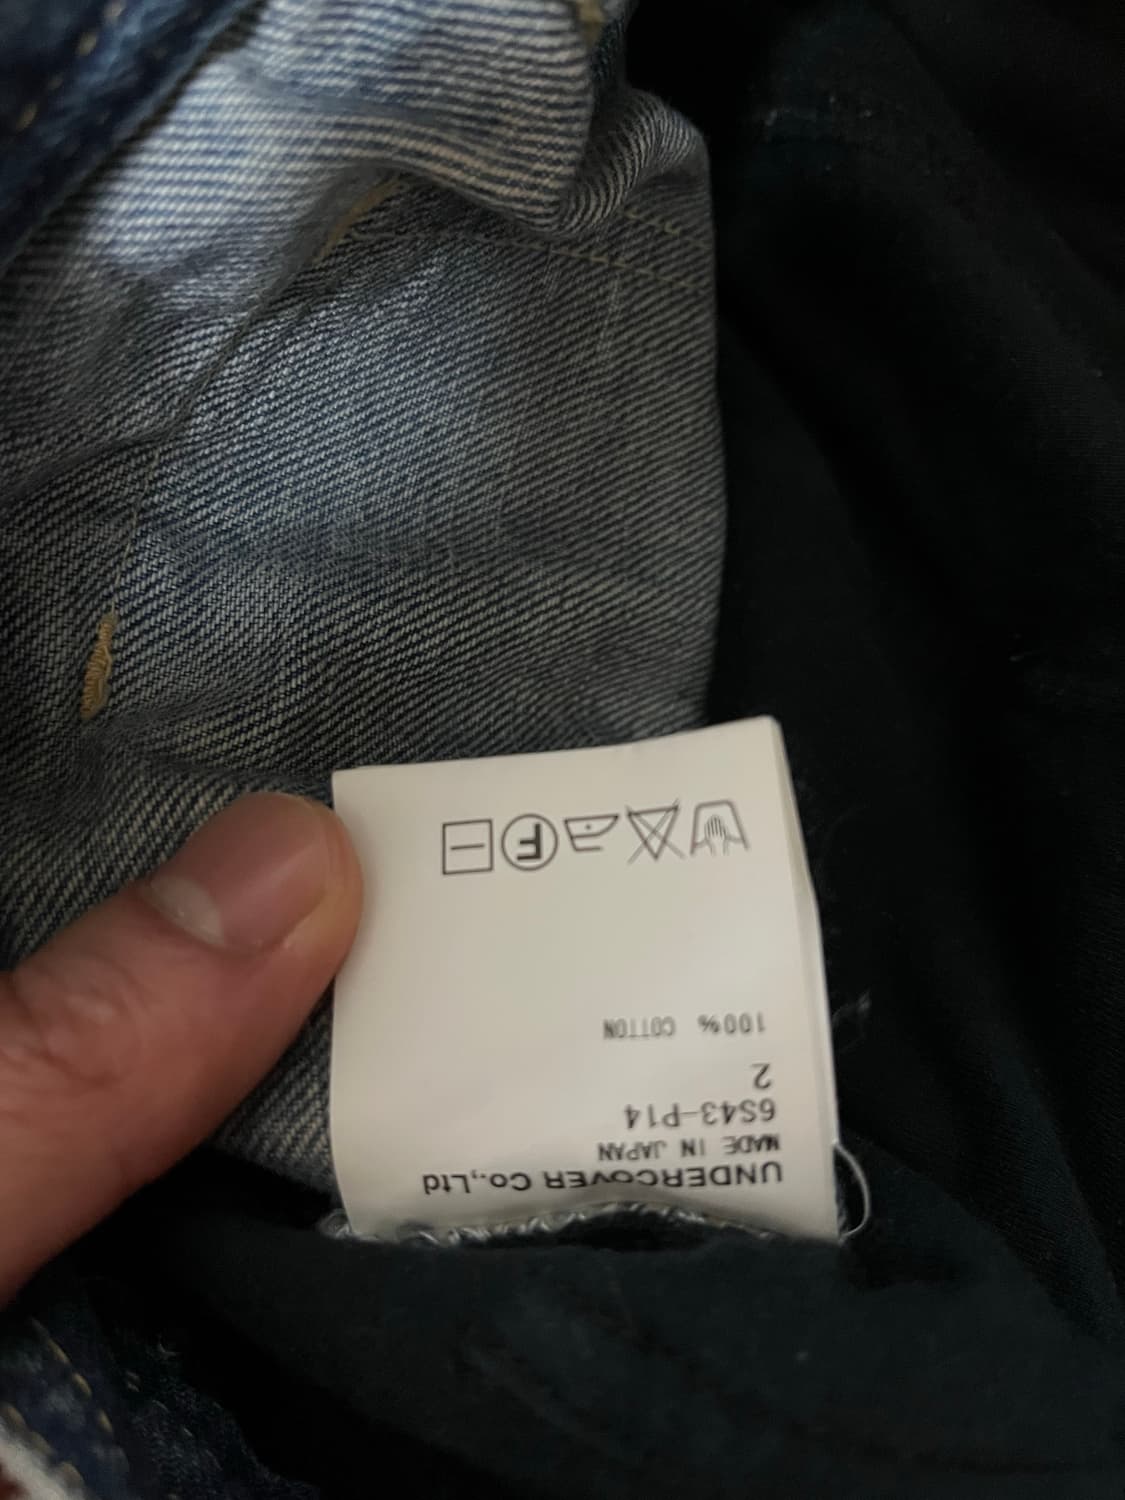 UNDERCOVER Co.,Ltd
MADE IN JAPAN
6S43-P14
2
100% COTTON
F